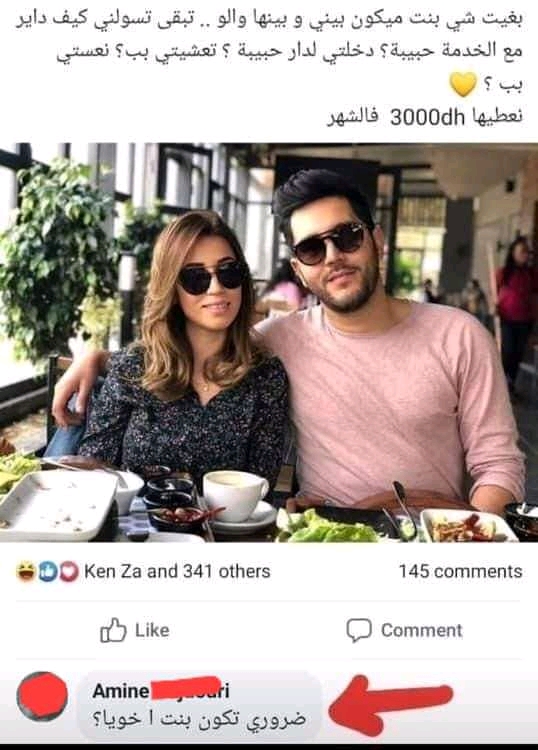 بغيت شي بنت ميكون بيني و بينها والو .. تبقى تسولني كيف داير
مع الخدمة حبيبة؟ دخلتي لدار حبيبة ؟ تعشيتي بب؟ نعستي
بب ؟ 💛
نعطيها 3000dh فالشهر
Ken Za and 341 others
145 comments
Like
Comment
Amine
ضروري تكون بنت ا خويا؟